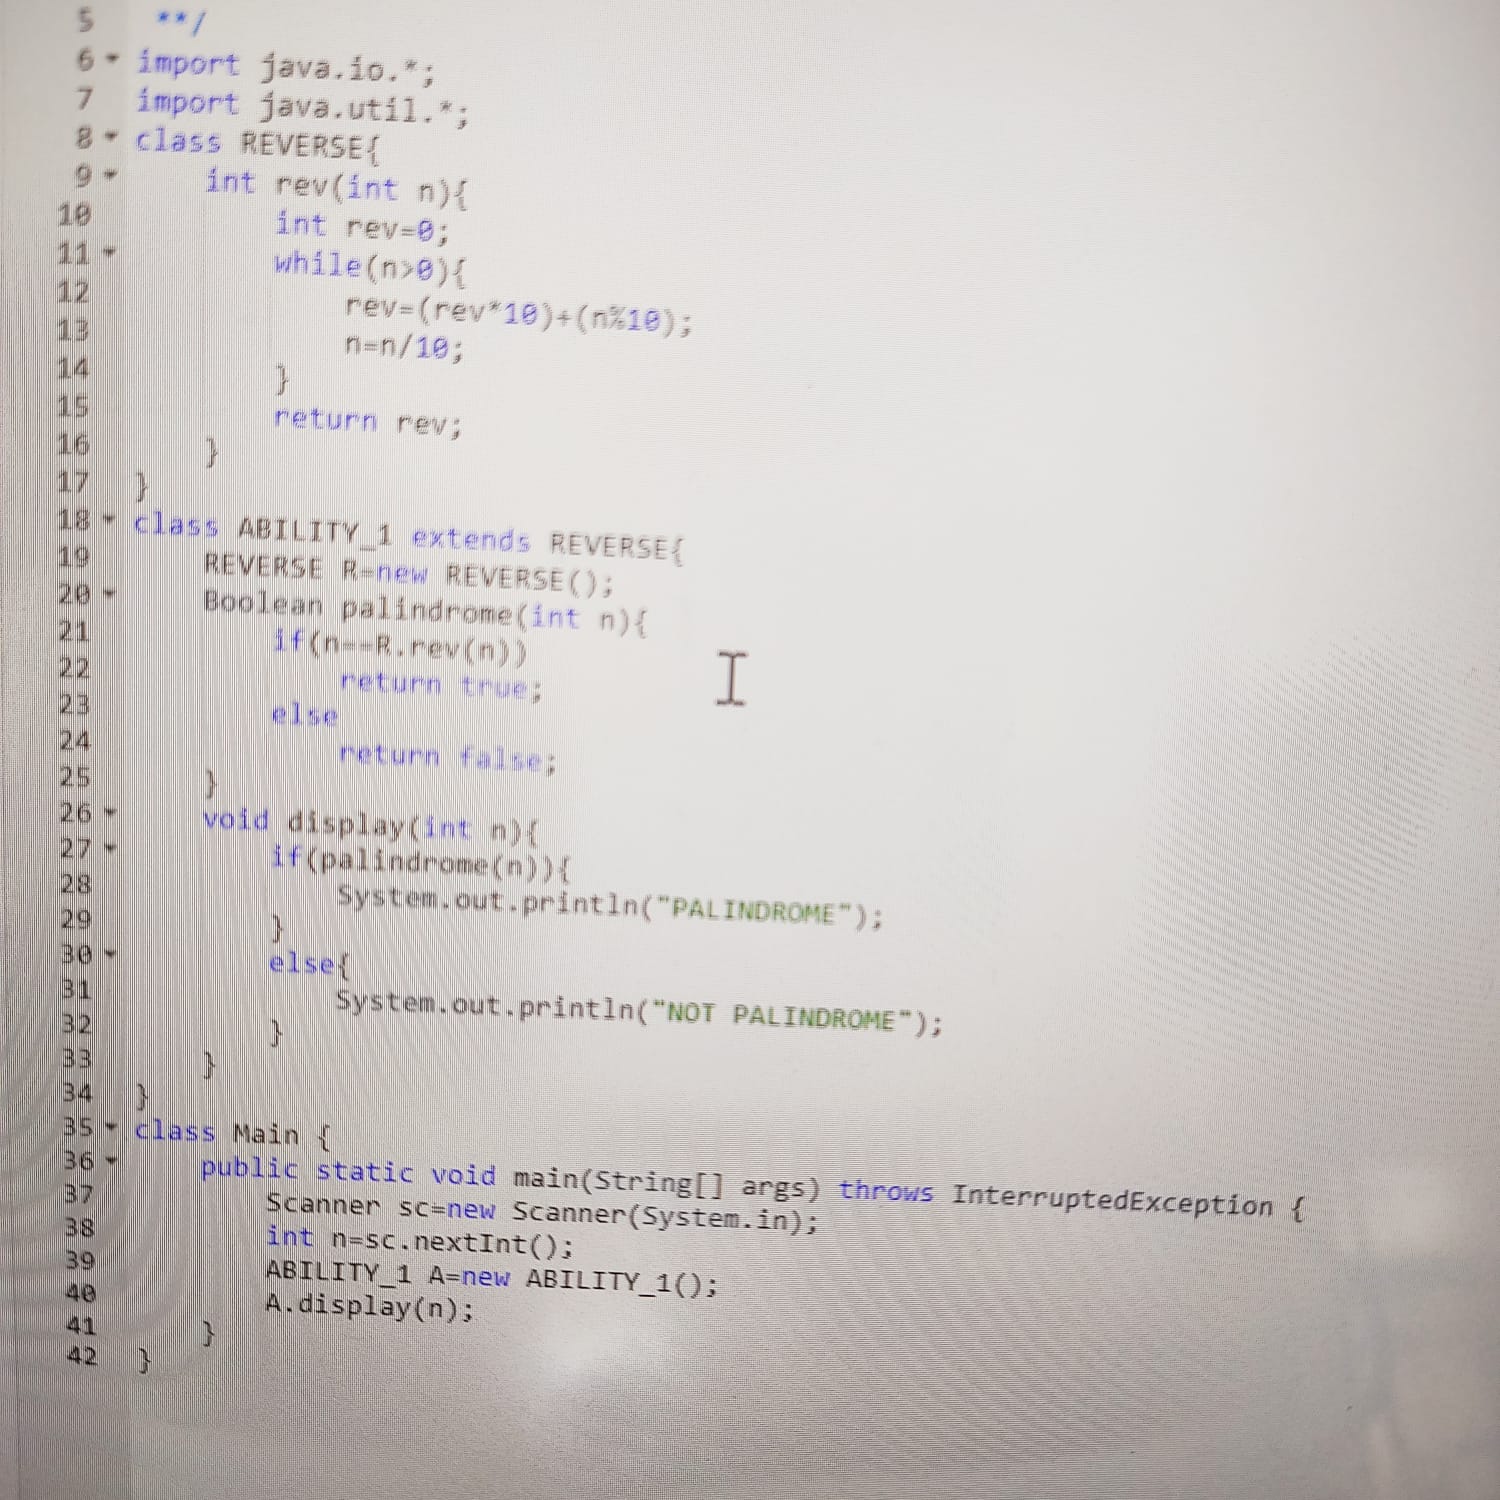 5 **/
6 import java.io.*;
7 import java.util.*;
8 class REVERSE{
9 int rev(int n){
10 int rev=0;
11 while(n>0){
12 rev=(rev*10)+(n%10);
13 n=n/10;
14 }
15 return rev;
16 }
17 }
18 class ABILITY_1 extends REVERSE{
19 REVERSE R=new REVERSE();
20 Boolean palindrome(int n){
21 if(n==R.rev(n))
22 return true;
23 else
24 return false;
25 }
26 void display(int n){
27 if(palindrome(n)){
28 System.out.println("PALINDROME");
29 }
30 else{
31 System.out.println("NOT PALINDROME");
32 }
33 }
34 }
35 class Main {
36 public static void main(String[] args) throws InterruptedException {
37 Scanner sc=new Scanner(System.in);
38 int n=sc.nextInt();
39 ABILITY_1 A=new ABILITY_1();
40 A.display(n);
41 }
42 }